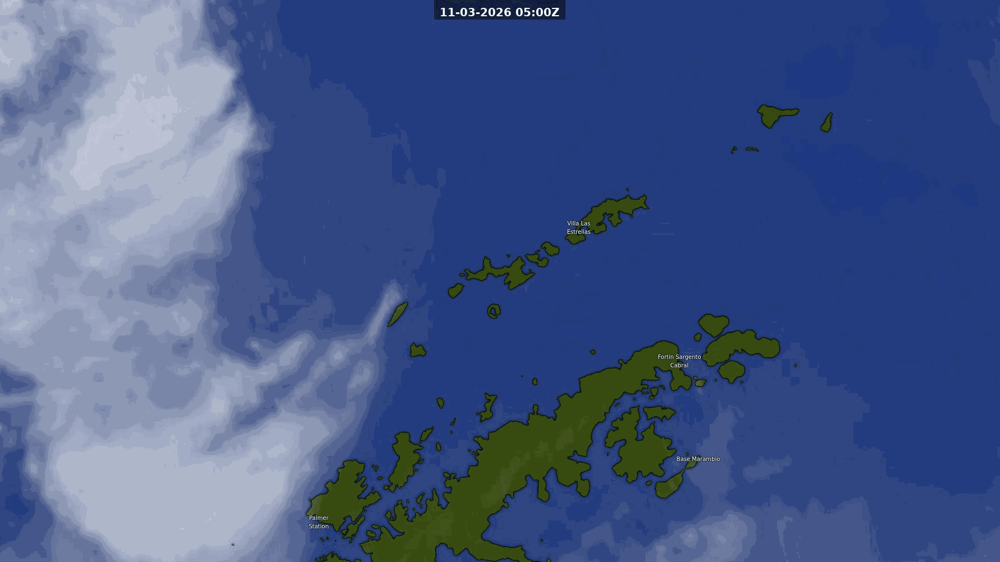 11-03-2026 05:00Z
Villa Las
Estrellas
Fortin Sargento
Cabral
Base Marambio
Palmer
Station